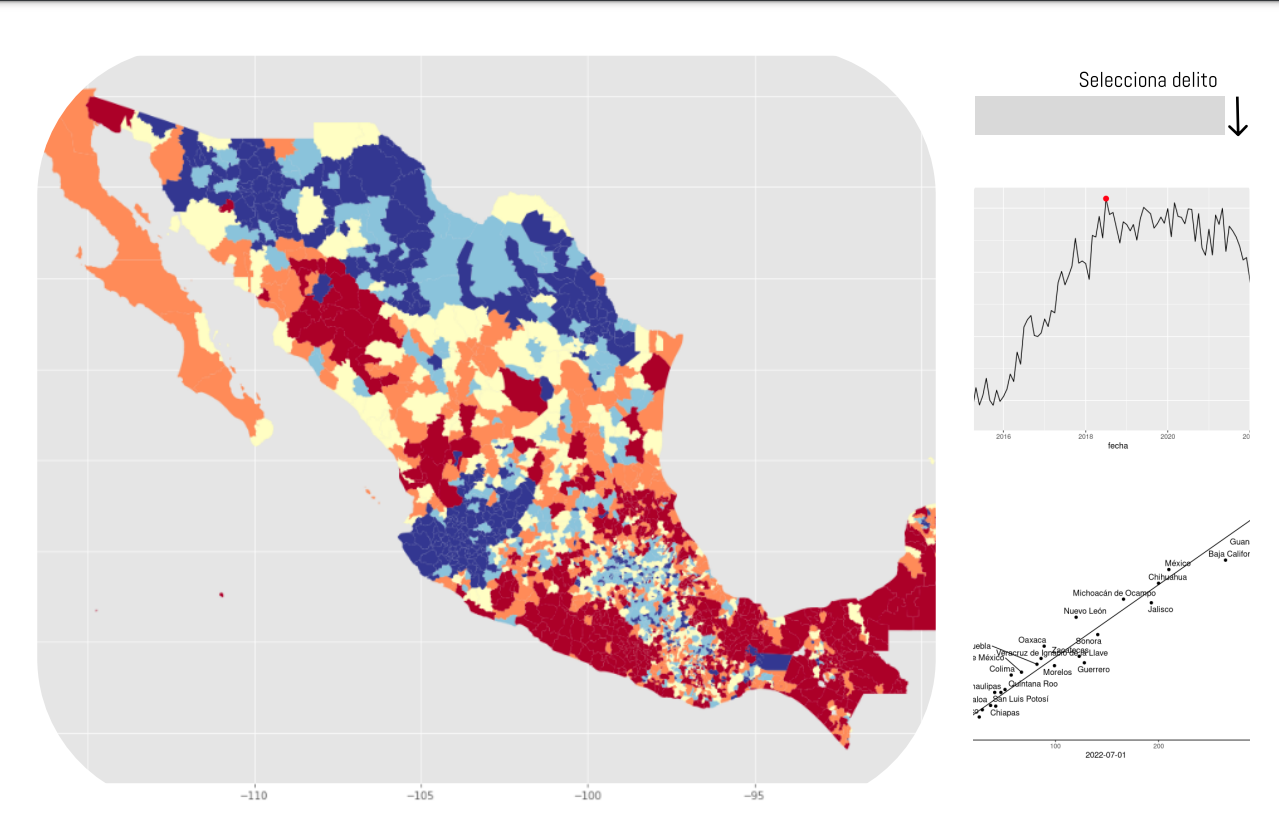 Selecciona delito
2016
2018
2020
20
fecha
Guan
Baja Califor
México
Chihuahua
Michoacán de Ocampo
Jalisco
Nuevo León
Sonora
Oaxaca
uebla
Zacatecas
Veracruz de Ignacio de la Llave
e México
Guerrero
Colima
Morelos
Quintana Roo
naulipas
aloa
San Luis Potosí
Chiapas
100
200
2022-07-01
−110
−105
−100
−95